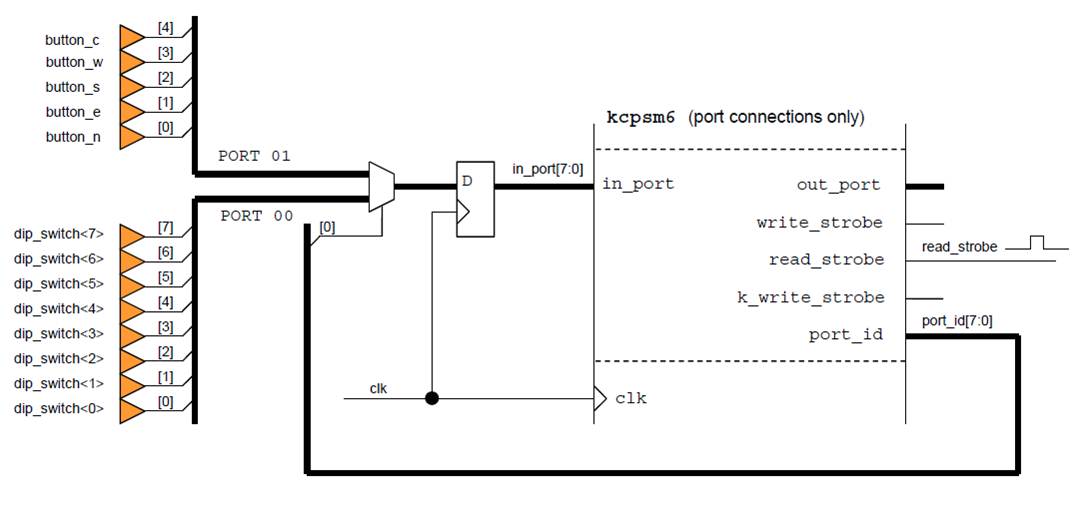 button_c
[4]
button_w
[3]
button_s
[2]
button_e
[1]
button_n
[0]
PORT 01
PORT 00
dip_switch<7>
[7]
dip_switch<6>
[6]
dip_switch<5>
[5]
dip_switch<4>
[4]
dip_switch<3>
[3]
dip_switch<2>
[2]
dip_switch<1>
[1]
dip_switch<0>
[0]
[0]
D
in_port[7:0]
clk
kcpsm6 (port connections only)
in_port
out_port
write_strobe
read_strobe
k_write_strobe
port_id
clk
read_strobe
port_id[7:0]